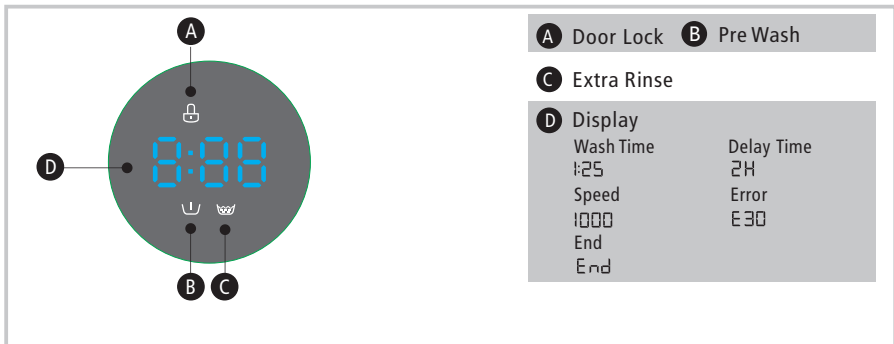 A
D
8:88
B C
A Door Lock B Pre Wash
C Extra Rinse
D Display
Wash Time Delay Time
1:25 2H
Speed Error
1000 E30
End
End